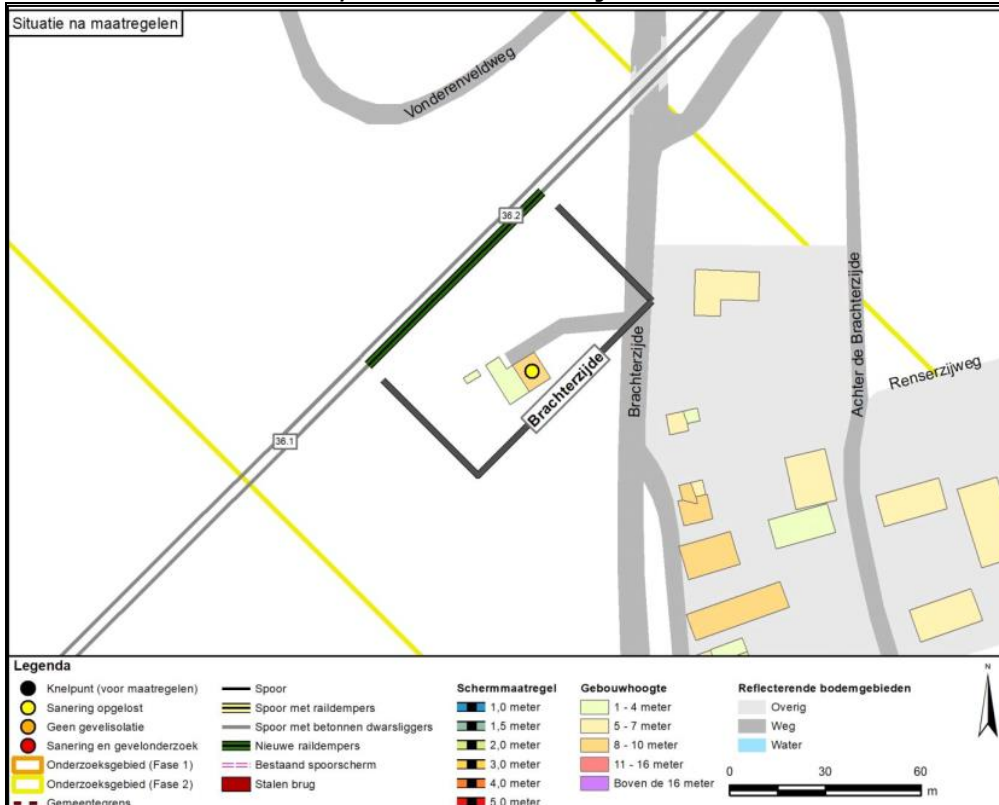 Situatie na maatregelen
Vonderenveldweg
36.2
36.1
Brachterzijde
Brachterzijde
Achter de Brachterzijde
Renserzijweg
Legenda
Knelpunt (voor maatregelen)
Sanering opgelost
Geen gevelisolatie
Sanering en gevelonderzoek
Onderzoeksgebied (Fase 1)
Onderzoeksgebied (Fase 2)
Gemeentegrens
Spoor
Spoor met raildempers
Spoor met betonnen dwarsliggers
Nieuwe raildempers
Bestaand spoorscherm
Stalen brug
Schermmaatregel
1,0 meter
1,5 meter
2,0 meter
3,0 meter
4,0 meter
5,0 meter
Gebouwhoogte
1 - 4 meter
5 - 7 meter
8 - 10 meter
11 - 16 meter
Boven de 16 meter
Reflecterende bodemgebieden
Overig
Weg
Water
N
0 30 60
m